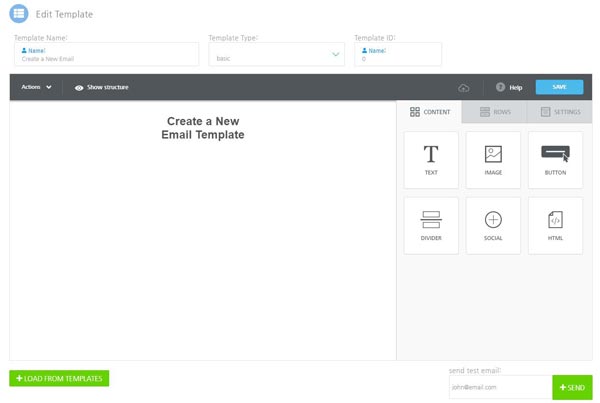 Edit Template
Template Name: Template Type: Template ID:
Name: Name:
Create a New Email basic 0
Actions Show structure ? Help SAVE
CONTENT ROWS SETTINGS
Create a New
Email Template
T
TEXT IMAGE BUTTON
</>
DIVIDER SOCIAL HTML
send test email:
+ LOAD FROM TEMPLATES
john@email.com + SEND